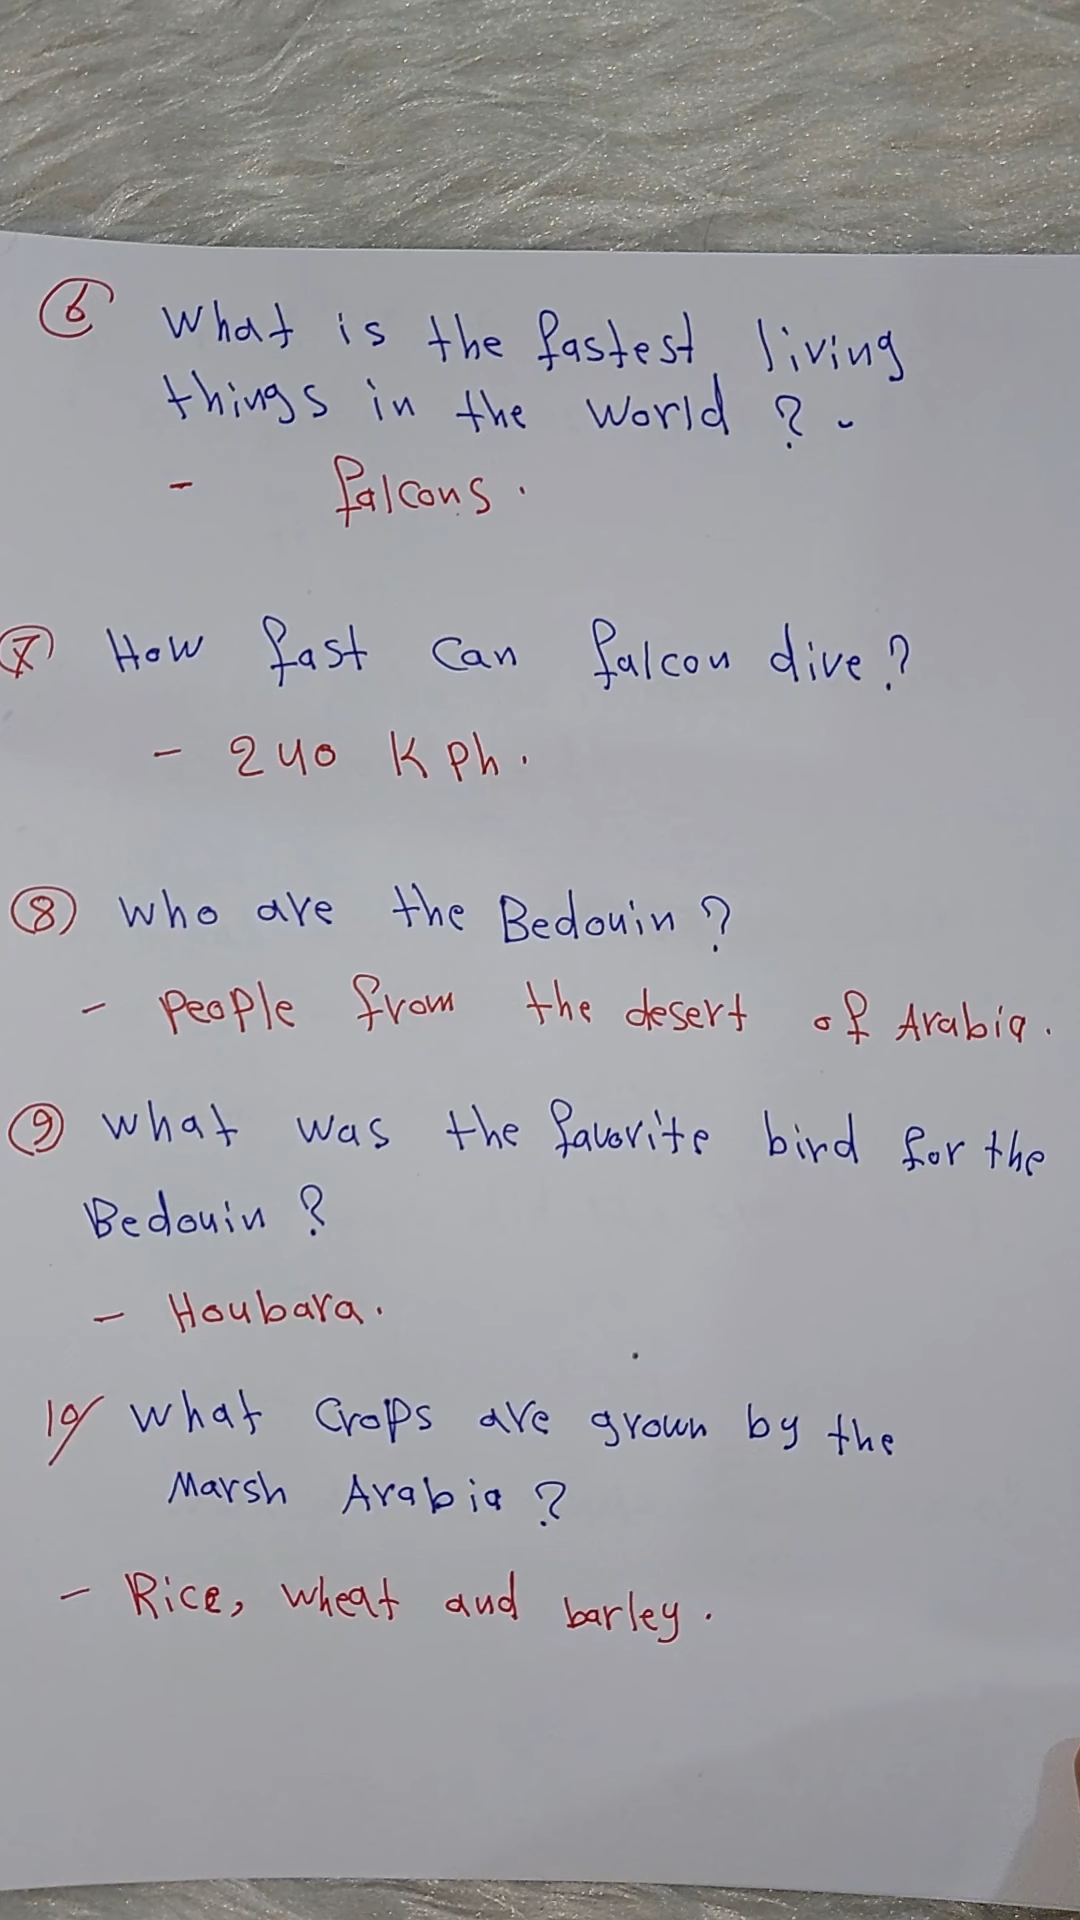 6 What is the fastest living
things in the world ?
- falcons.
7 How fast can falcon dive ?
- 240 Kph.
8 who are the Bedouin ?
- People from the desert of Arabia.
9 what was the favorite bird for the
Bedouin ?
- Houbara.
10/ what crops are grown by the
Marsh Arabia ?
- Rice, wheat and barley.